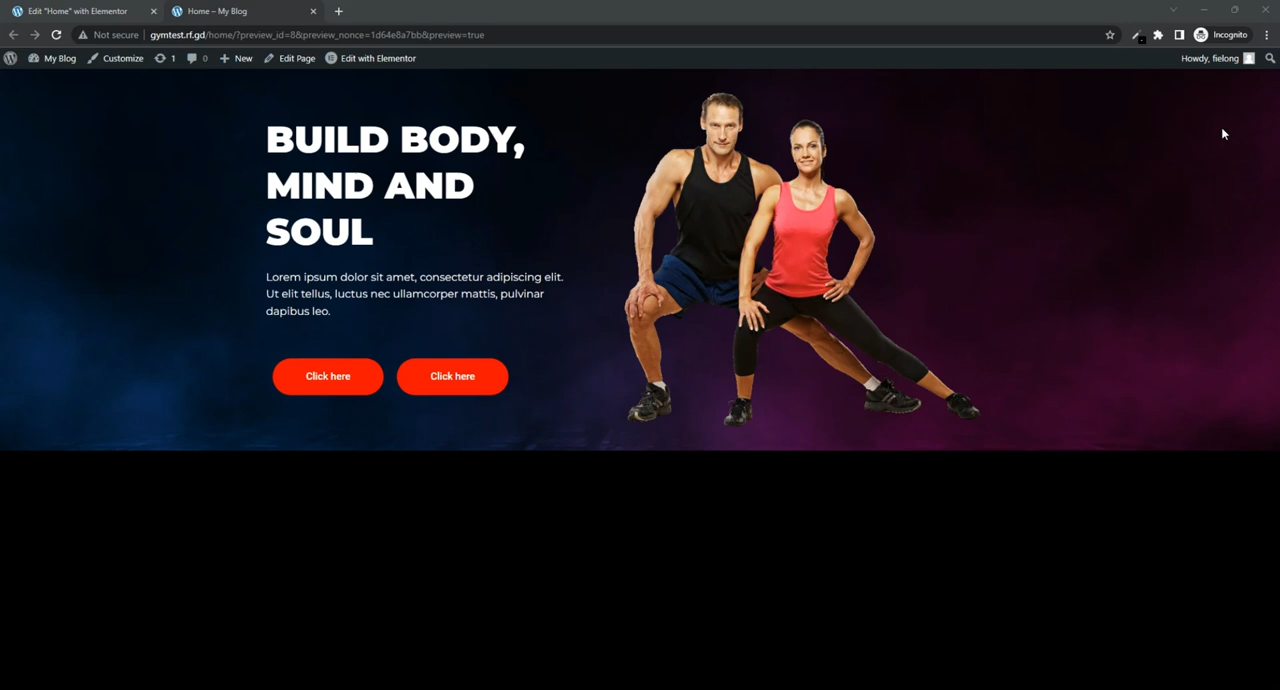 Edit "Home" with Elementor
Home – My Blog
Not secure
gymtest.rf.gd/home/?preview_id=8&preview_nonce=1d64e8a7bb&preview=true
Incognito
My Blog
Customize
1
0
New
Edit Page
Edit with Elementor
Howdy, fielong
BUILD BODY,
MIND AND
SOUL
Lorem ipsum dolor sit amet, consectetur adipiscing elit.
Ut elit tellus, luctus nec ullamcorper mattis, pulvinar
dapibus leo.
Click here
Click here